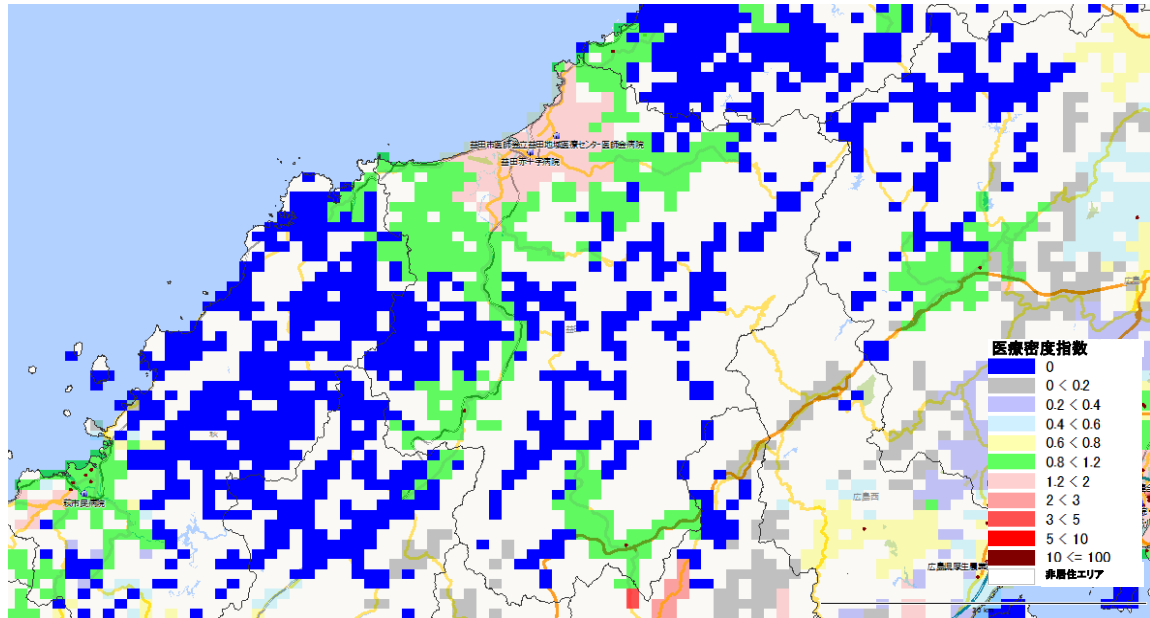 益田市医師会立益田地域医療センター医師会病院
益田赤十字病院
広島
益田
医療密度指数
0
0 < 0.2
0.2 < 0.4
0.4 < 0.6
0.6 < 0.8
0.8 < 1.2
1.2 < 2
2 < 3
3 < 5
5 < 10
10 <= 100
非居住エリア
萩
萩市民病院
広島西